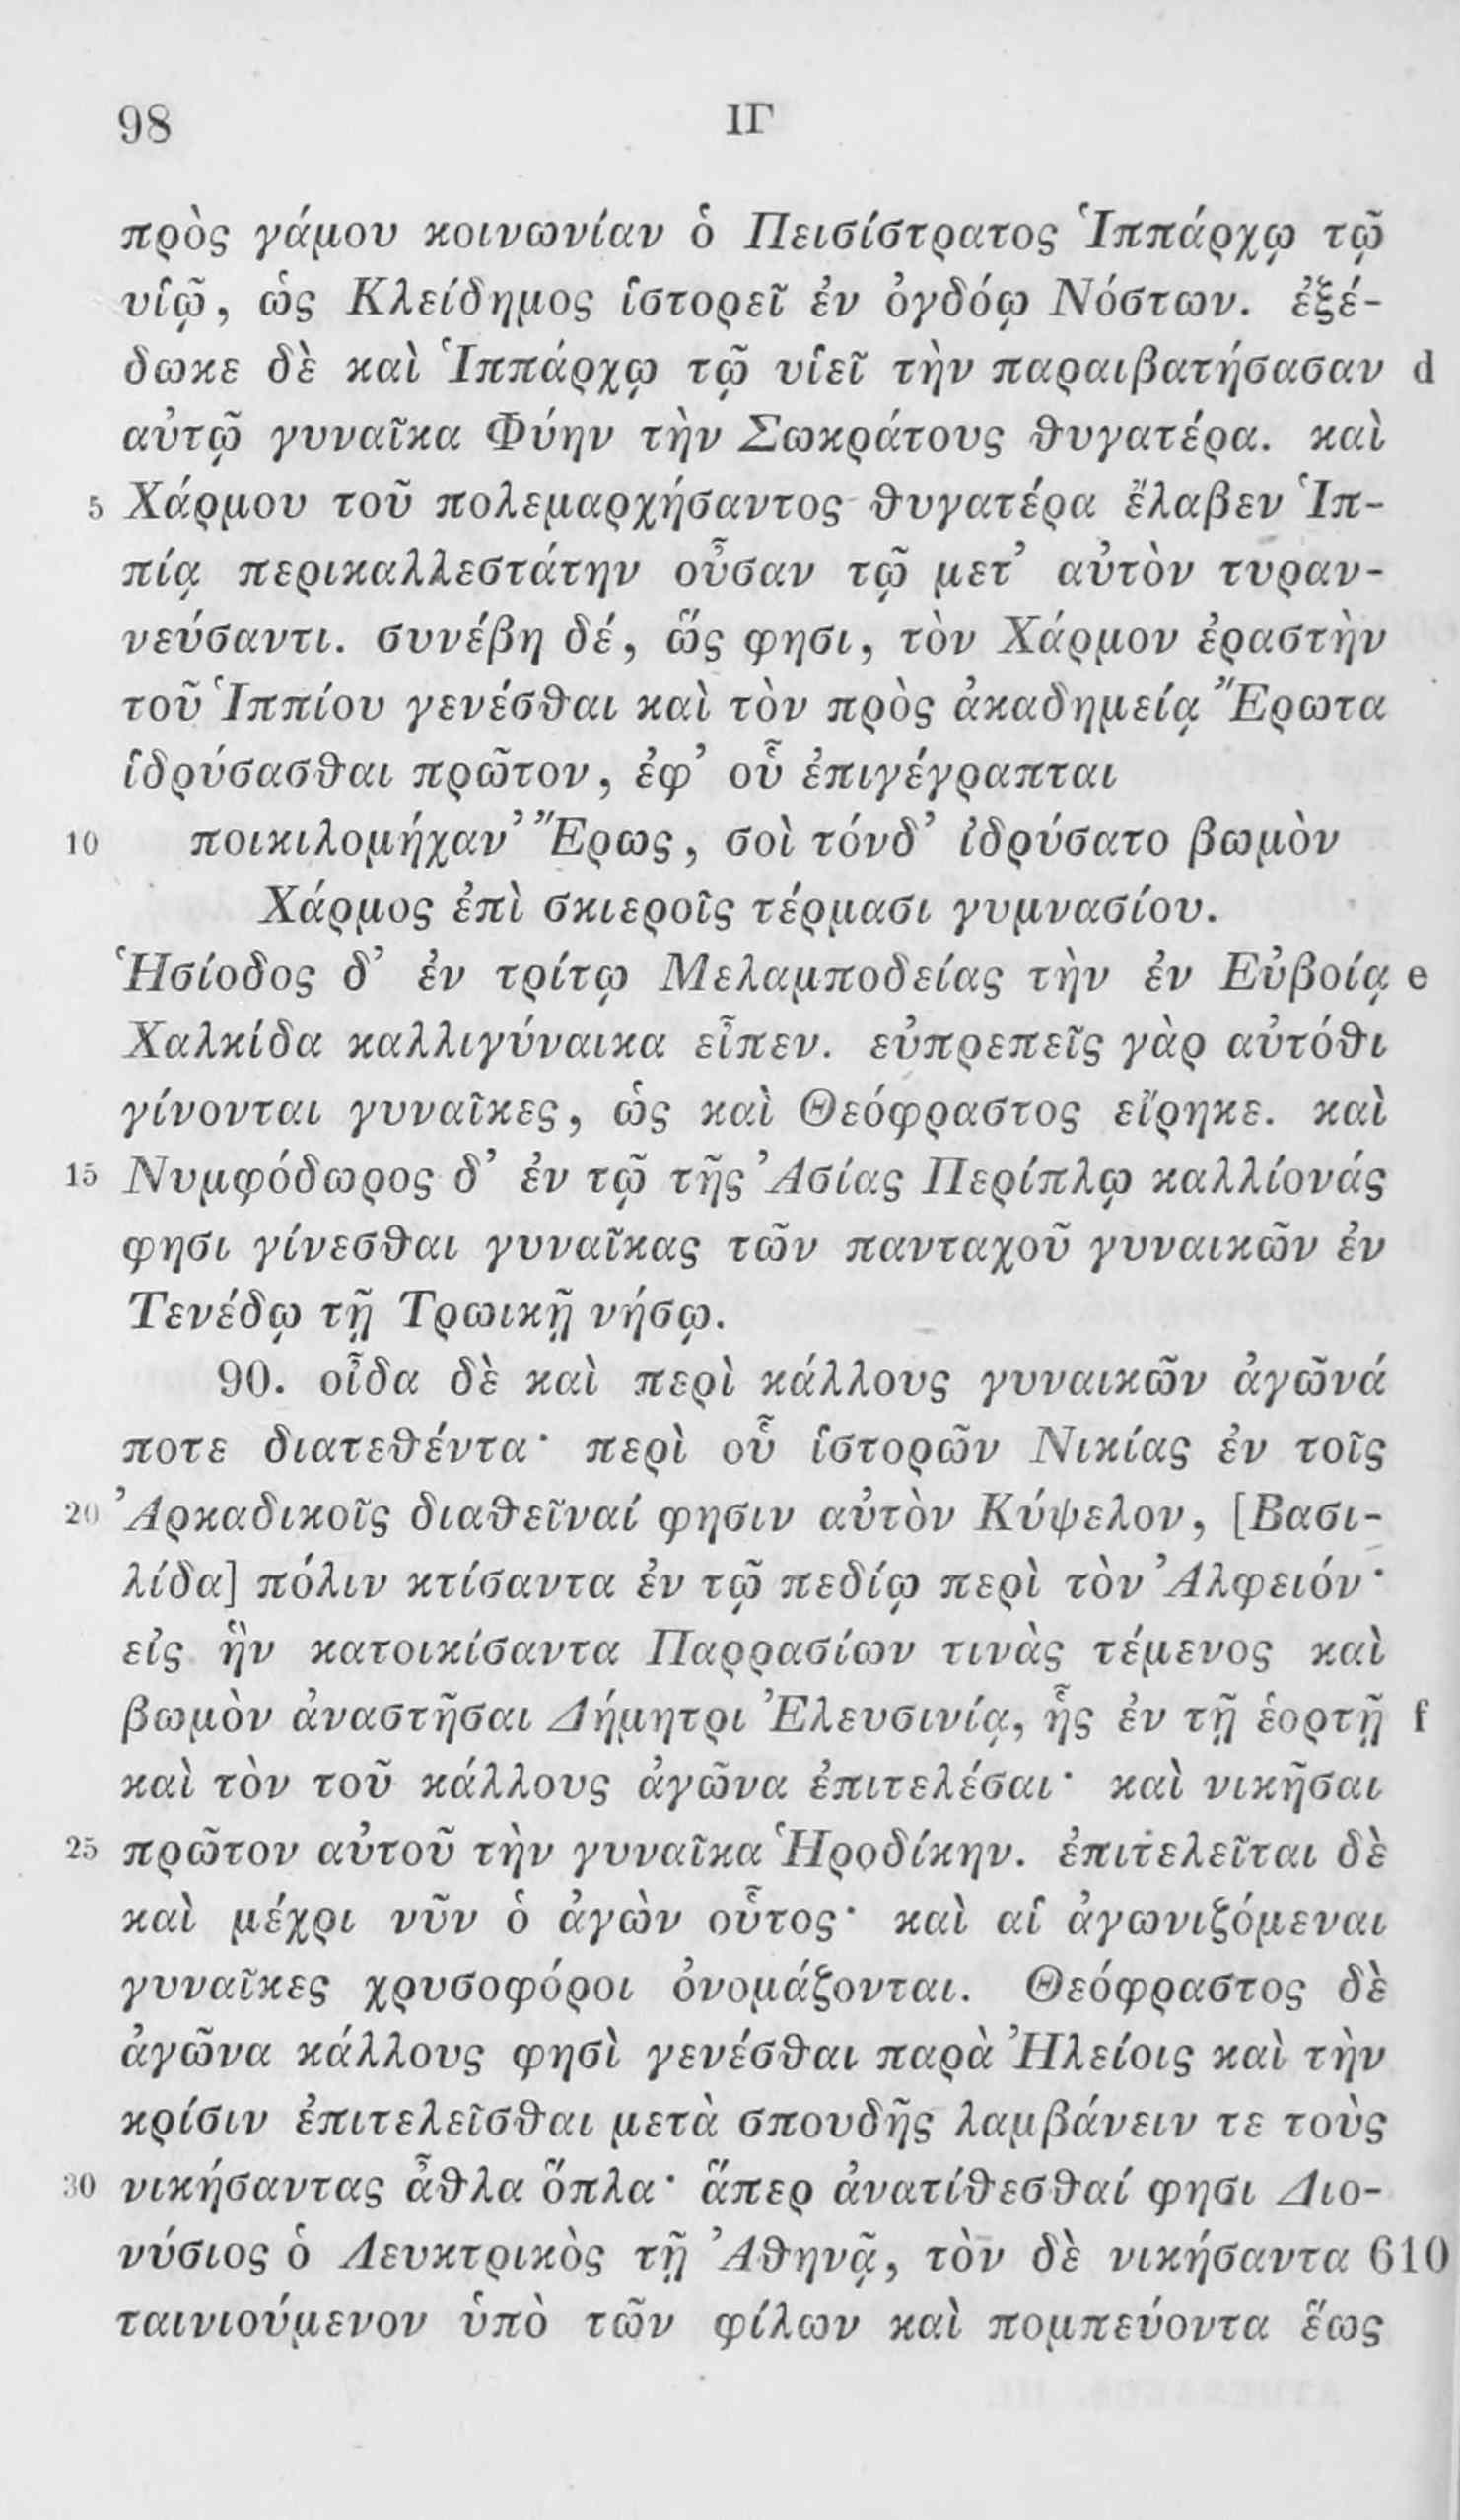 98 ΙΓ
πρὸς γάμου κοινωνίαν ὁ Πεισίστρατος Ἱππάρχῳ τῷ
υἱῷ, ὡς Κλείδημος ἱστορεῖ ἐν ὀγδόῳ Νόστων. ἐξέ-
δωκε δὲ καὶ Ἱππάρχῳ τῷ υἱεῖ τὴν παραιβατήσασαν d
αὐτῷ γυναῖκα Φύην τὴν Σωκράτους θυγατέρα. καὶ
5 Χάρμου τοῦ πολεμαρχήσαντος θυγατέρα ἔλαβεν Ἱπ-
πίᾳ περικαλλεστάτην οὖσαν τῷ μετ’ αὐτὸν τυραν-
νεύσαντι. συνέβη δέ, ὥς φησι, τὸν Χάρμον ἐραστὴν
τοῦ Ἱππίου γενέσθαι καὶ τὸν πρὸς ἀκαδημείᾳ Ἔρωτα
ἱδρύσασθαι πρῶτον, ἐφ’ οὗ ἐπιγέγραπται
10 ποικιλομήχαν’ Ἔρως, σοὶ τόνδ’ ἱδρύσατο βωμὸν
Χάρμος ἐπὶ σκιεροῖς τέρμασι γυμνασίου.
Ἡσίοδος δ’ ἐν τρίτῳ Μελαμποδείας τὴν ἐν Εὐβοίᾳ e
Χαλκίδα καλλιγύναικα εἶπεν. εὐπρεπεῖς γὰρ αὐτόθι
γίνονται γυναῖκες, ὡς καὶ Θεόφραστος εἴρηκε. καὶ
15 Νυμφόδωρος δ’ ἐν τῷ τῆς Ἀσίας Περίπλῳ καλλίονάς
φησι γίνεσθαι γυναῖκας τῶν πανταχοῦ γυναικῶν ἐν
Τενέδῳ τῇ Τρωικῇ νήσῳ.
90. οἶδα δὲ καὶ περὶ κάλλους γυναικῶν ἀγῶνά
ποτε διατεθέντα· περὶ οὗ ἱστορῶν Νικίας ἐν τοῖς
20 Ἀρκαδικοῖς διαθεῖναί φησιν αὐτὸν Κύψελον, [Βασι-
λίδα] πόλιν κτίσαντα ἐν τῷ πεδίῳ περὶ τὸν Ἀλφειόν·
εἰς ἣν κατοικίσαντα Παρρασίων τινὰς τέμενος καὶ
βωμὸν ἀναστῆσαι Δήμητρι Ἐλευσινίᾳ, ἧς ἐν τῇ ἑορτῇ f
καὶ τὸν τοῦ κάλλους ἀγῶνα ἐπιτελέσαι· καὶ νικῆσαι
25 πρῶτον αὐτοῦ τὴν γυναῖκα Ἡροδίκην. ἐπιτελεῖται δὲ
καὶ μέχρι νῦν ὁ ἀγὼν οὗτος· καὶ αἱ ἀγωνιζόμεναι
γυναῖκες χρυσοφόροι ὀνομάζονται. Θεόφραστος δὲ
ἀγῶνα κάλλους φησὶ γενέσθαι παρὰ Ἠλείοις καὶ τὴν
κρίσιν ἐπιτελεῖσθαι μετὰ σπουδῆς λαμβάνειν τε τοὺς
30 νικήσαντας ἆθλα ὅπλα· ἅπερ ἀνατίθεσθαί φησι Διο-
νύσιος ὁ Λευκτρικὸς τῇ Ἀθηνᾷ, τὸν δὲ νικήσαντα 610
ταινιούμενον ὑπὸ τῶν φίλων καὶ πομπεύοντα ἕως